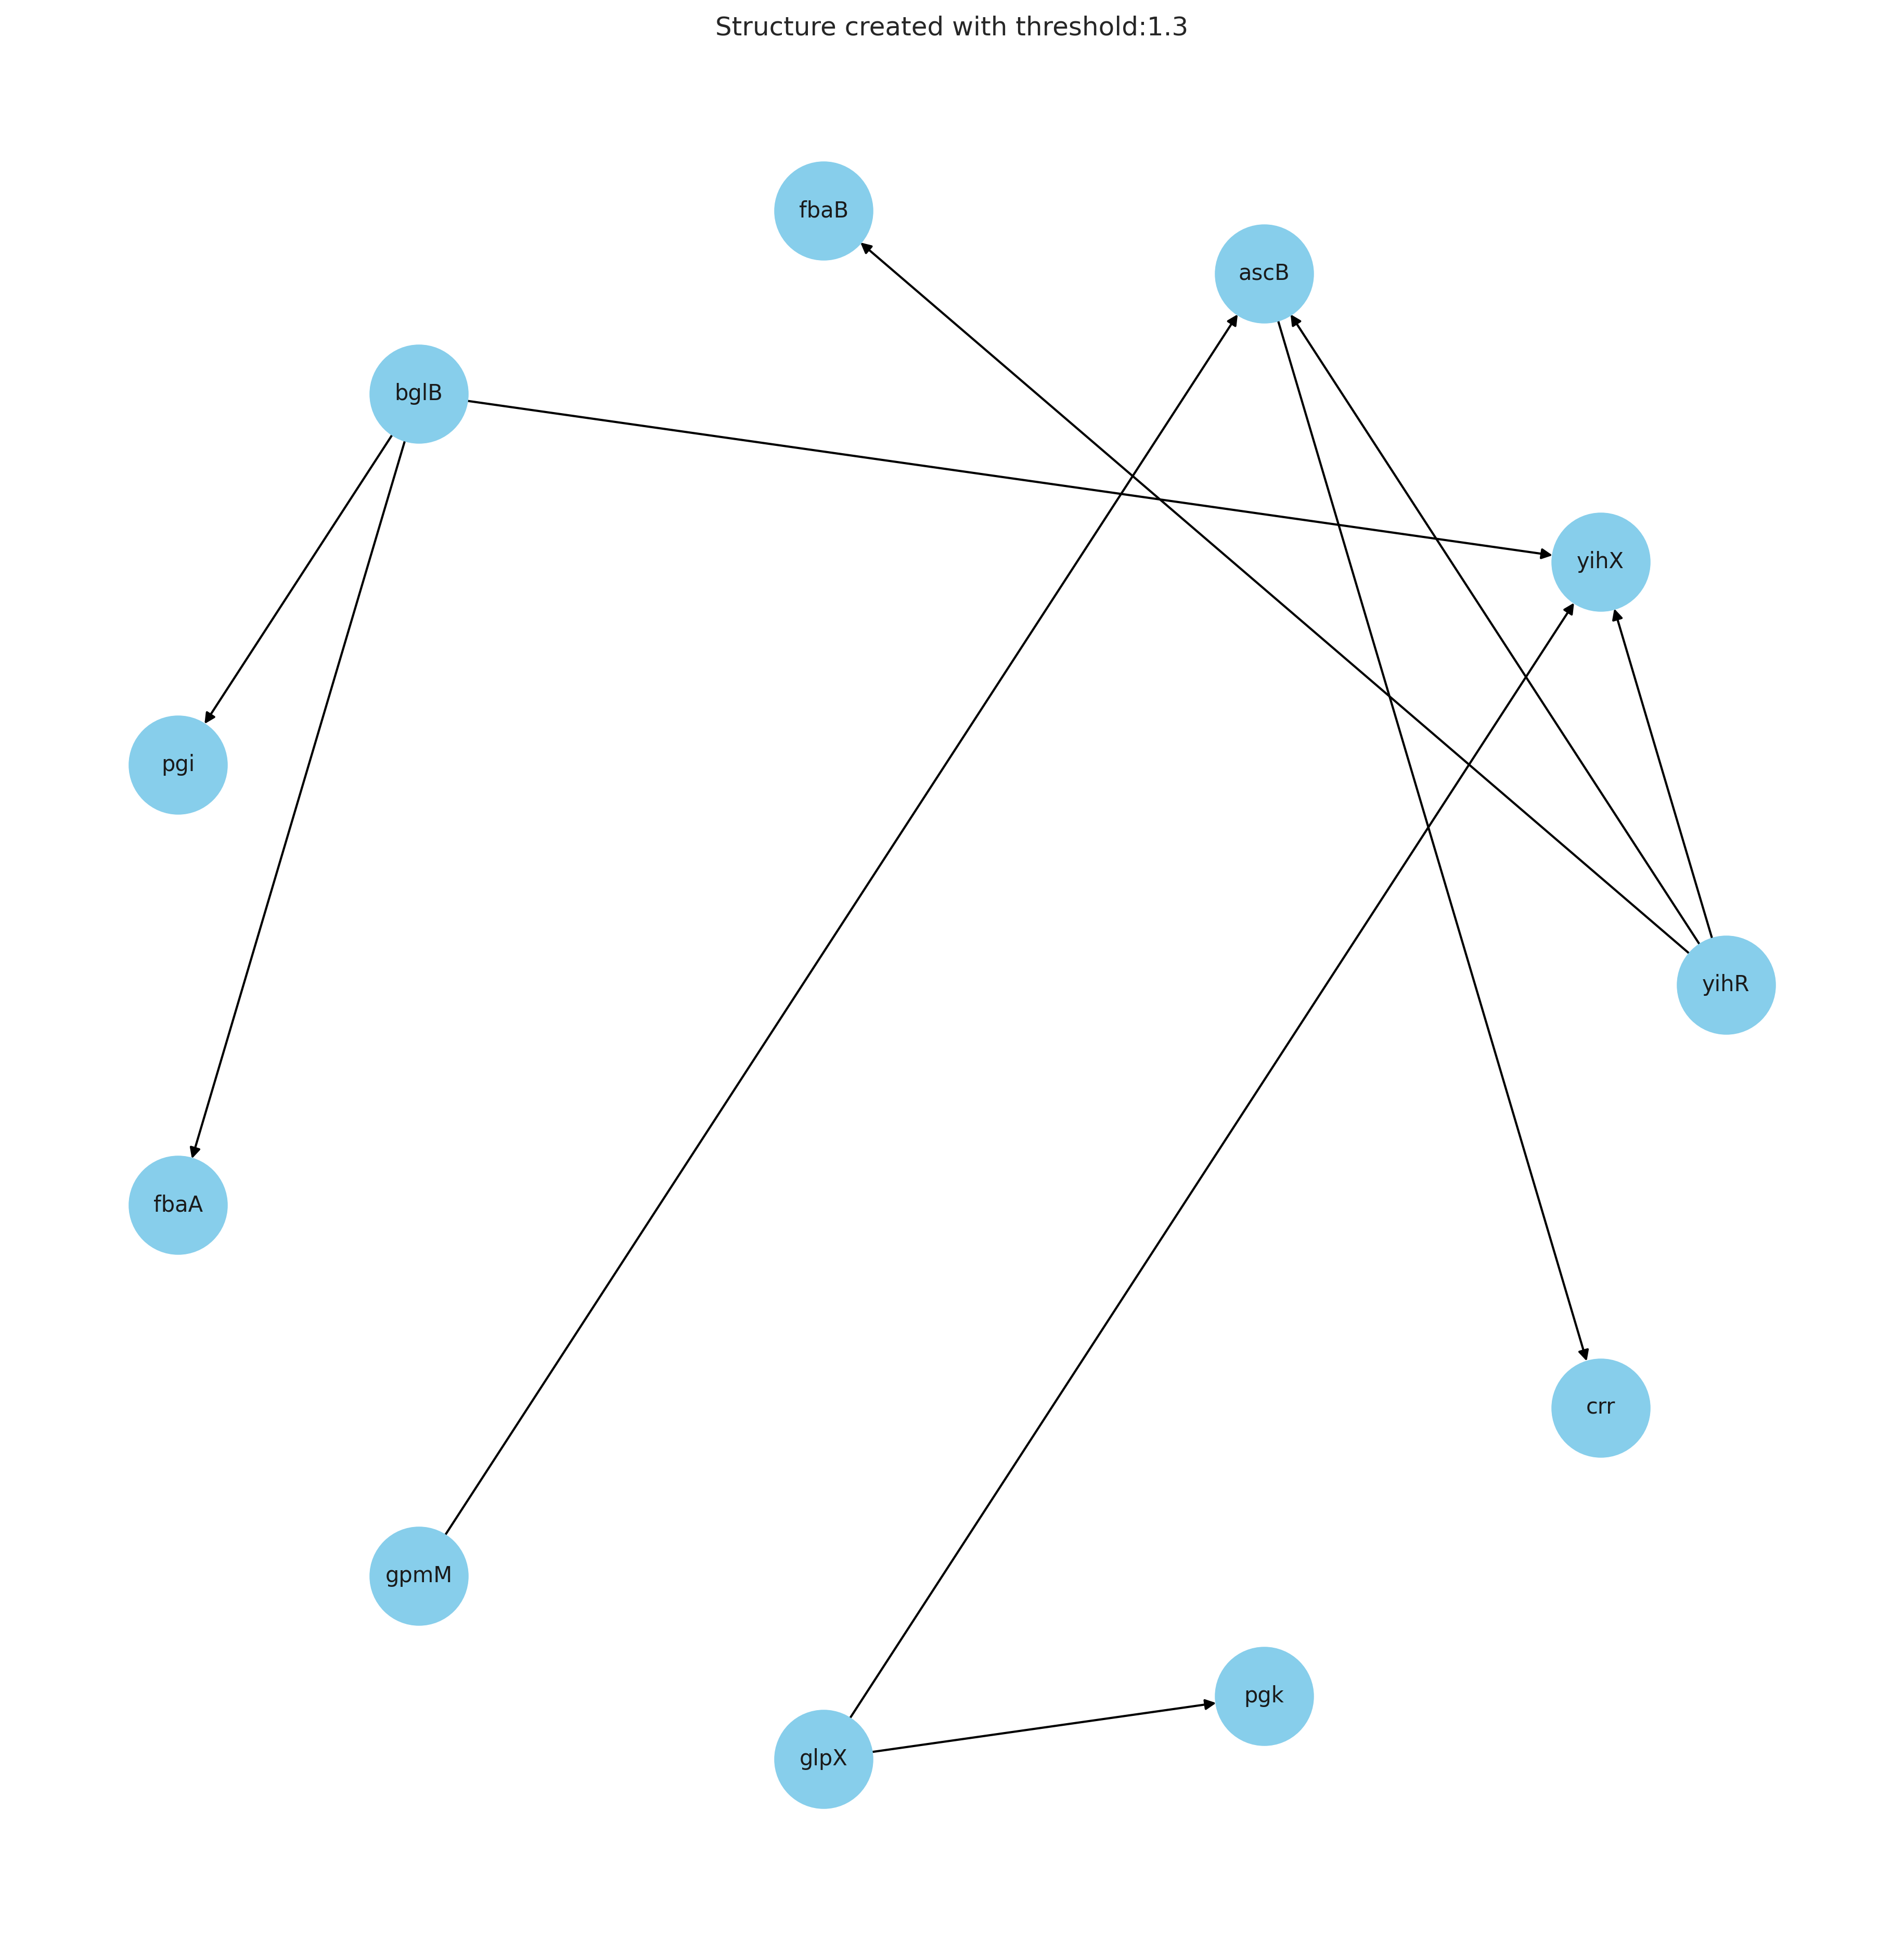 Structure created with threshold:1.3
fbaB
ascB
bglB
yihX
pgi
yihR
fbaA
crr
gpmM
pgk
glpX